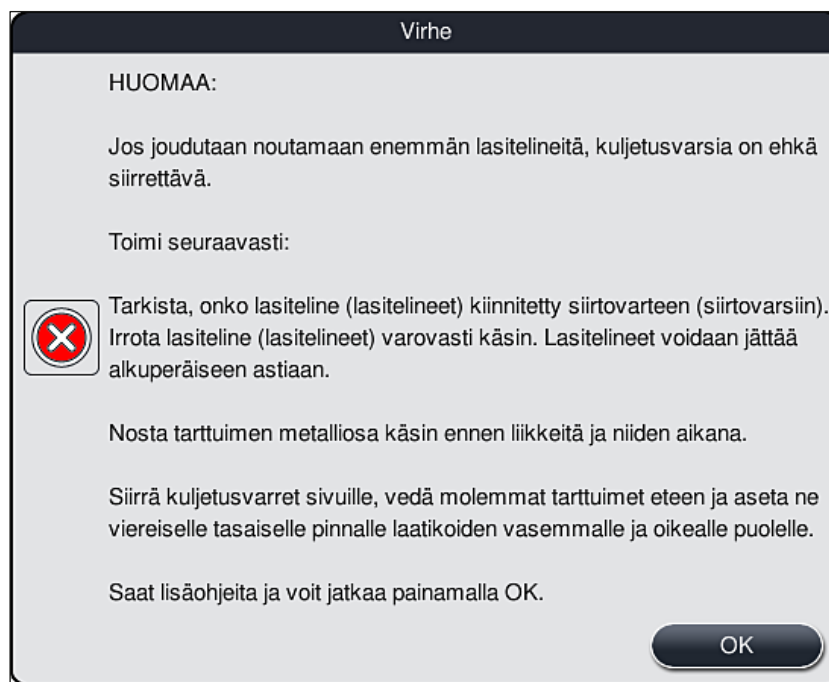 Virhe
HUOMAA:
Jos joudutaan noutamaan enemmän lasitelineitä, kuljetusvarsia on ehkä
siirrettävä.
Toimi seuraavasti:
Tarkista, onko lasiteline (lasitelineet) kiinnitetty siirtovarteen (siirtovarsiin).
Irrota lasiteline (lasitelineet) varovasti käsin. Lasitelineet voidaan jättää
alkuperäiseen astiaan.
Nosta tarttuimen metalliosa käsin ennen liikkeitä ja niiden aikana.
Siirrä kuljetusvarret sivuille, vedä molemmat tarttuimet eteen ja aseta ne
viereiselle tasaiselle pinnalle laatikoiden vasemmalle ja oikealle puolelle.
Saat lisäohjeita ja voit jatkaa painamalla OK.
OK